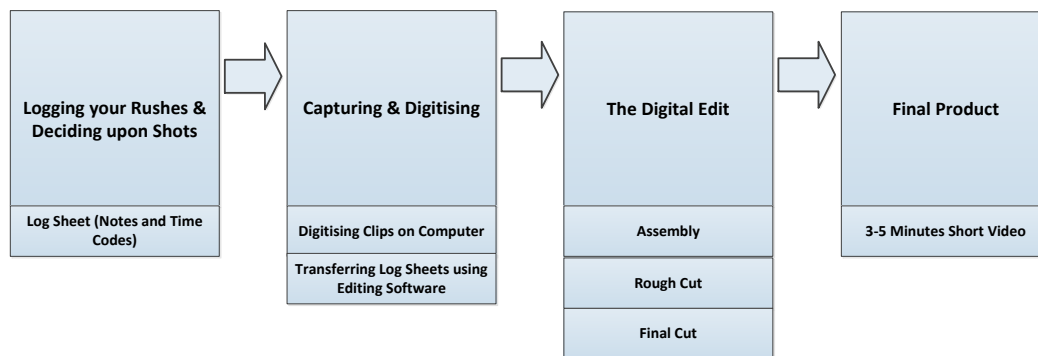 Logging your Rushes &
Deciding upon Shots
Log Sheet (Notes and Time
Codes)
Capturing & Digitising
Digitising Clips on Computer
Transferring Log Sheets using
Editing Software
The Digital Edit
Assembly
Rough Cut
Final Cut
Final Product
3-5 Minutes Short Video